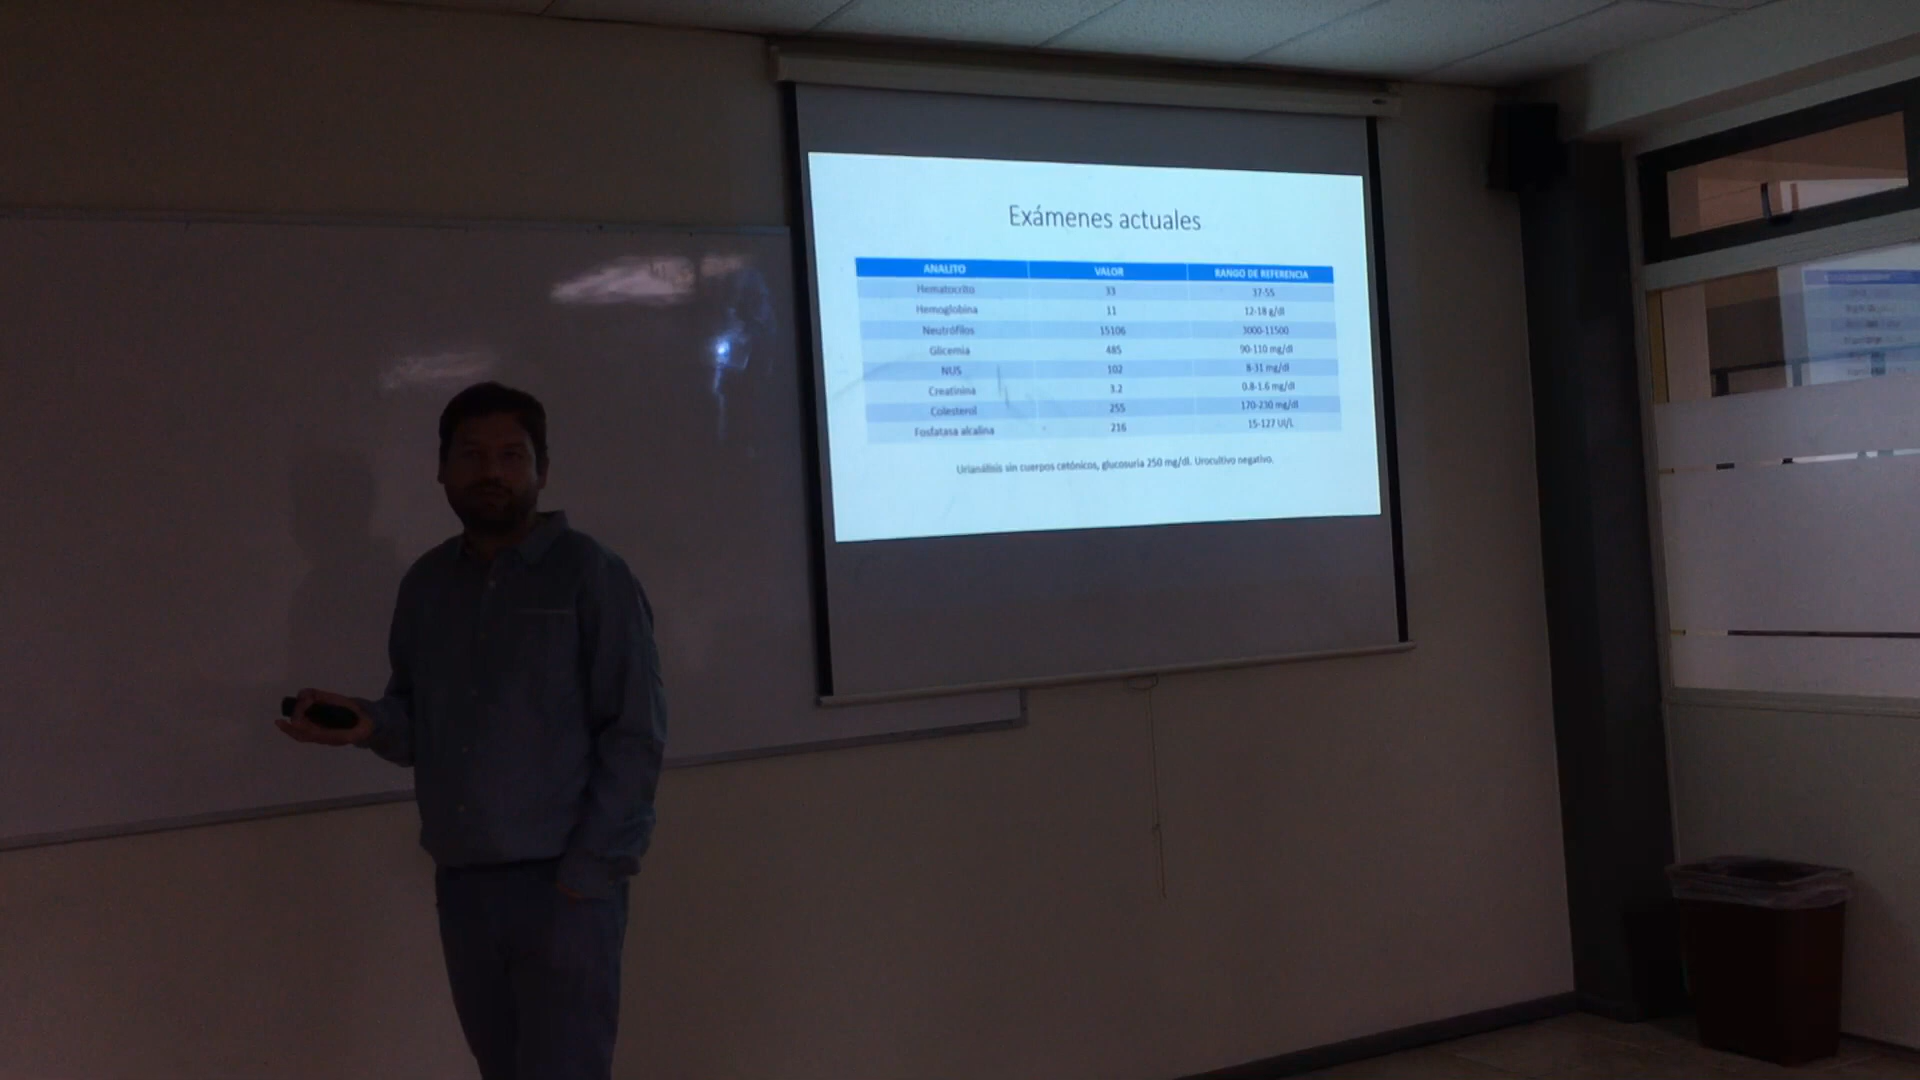 Exámenes actuales
ANALITO VALOR RANGO DE REFERENCIA
Hematocrito 33 37-55
Hemoglobina 11 12-18 g/dl
Neutrófilos 15106 3000-11500
Glicemia 485 90-110 mg/dl
NUS 102 8-31 mg/dl
Creatinina 3.2 0.8-1.6 mg/dl
Colesterol 255 170-230 mg/dl
Fosfatasa alcalina 216 15-127 UI/L
Urianálisis sin cuerpos cetónicos, glucosuria 250 mg/dl. Urocultivo negativo.